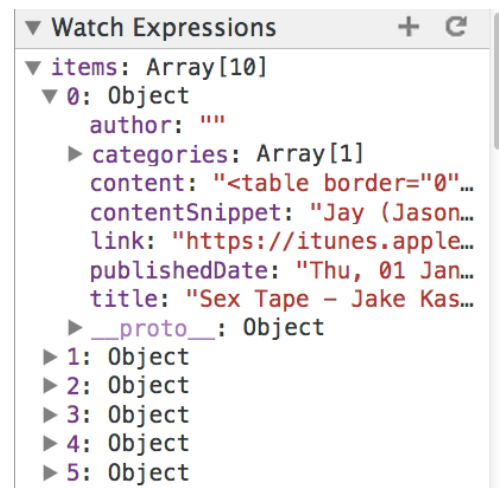 Watch Expressions
items: Array[10]
0: Object
author: ""
categories: Array[1]
content: "<table border="0"…
contentSnippet: "Jay (Jason…
link: "https://itunes.apple…
publishedDate: "Thu, 01 Jan…
title: "Sex Tape – Jake Kas…
__proto__: Object
1: Object
2: Object
3: Object
4: Object
5: Object